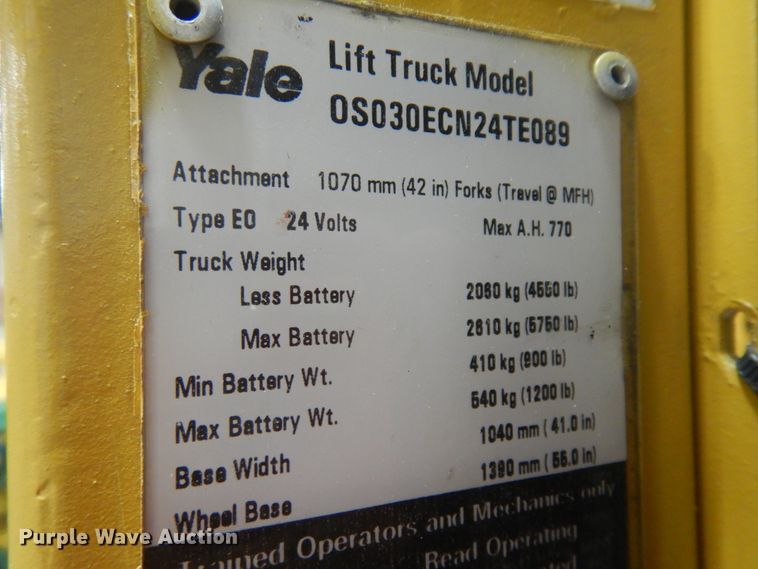 Yale
Lift Truck Model
OS030ECN24TE089
Attachment 1070 mm (42 in) Forks (Travel @ MFH)
Type EO 24 Volts Max A.H. 770
Truck Weight
Less Battery 2060 kg (4550 lb)
Max Battery 2610 kg (5750 lb)
Min Battery Wt. 410 kg (900 lb)
Max Battery Wt. 540 kg (1200 lb)
Base Width 1040 mm ( 41.0 in)
Wheel Base 1390 mm ( 55.0 in)
Trained Operators and Mechanics only
Read Operating
Purple Wave Auction